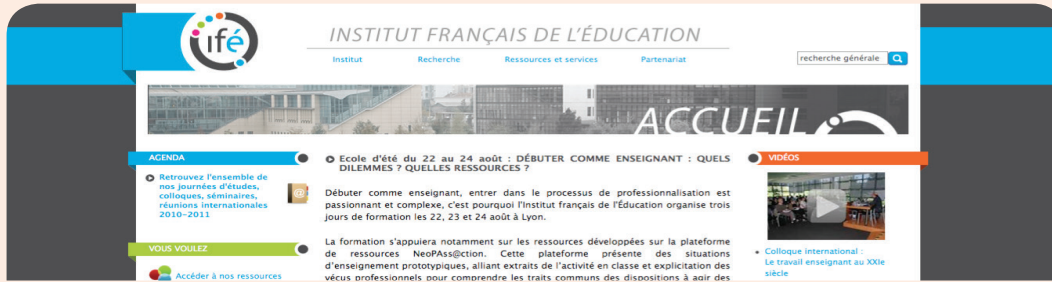 ifé
INSTITUT FRANÇAIS DE L'ÉDUCATION
Institut
Recherche
Ressources et services
Partenariat
recherche générale
ACCUEIL
AGENDA
Retrouvez l'ensemble de
nos journées d'études,
colloques, séminaires,
réunions internationales
2010-2011
VOUS VOULEZ
Accéder à nos ressources
Ecole d'été du 22 au 24 août : DÉBUTER COMME ENSEIGNANT : QUELS
DILEMMES ? QUELLES RESSOURCES ?
Débuter comme enseignant, entrer dans le processus de professionnalisation est
passionnant et complexe, c'est pourquoi l'Institut français de l'Éducation organise trois
jours de formation les 22, 23 et 24 août à Lyon.
La formation s'appuiera notamment sur les ressources développées sur la plateforme
de ressources NeoPAss@ction. Cette plateforme présente des situations
d'enseignement prototypiques, alliant extraits de l'activité en classe et explicitation des
vécus professionnels pour comprendre les traits communs des dispositions à agir des
VIDÉOS
Colloque international :
Le travail enseignant au XXIe
siècle